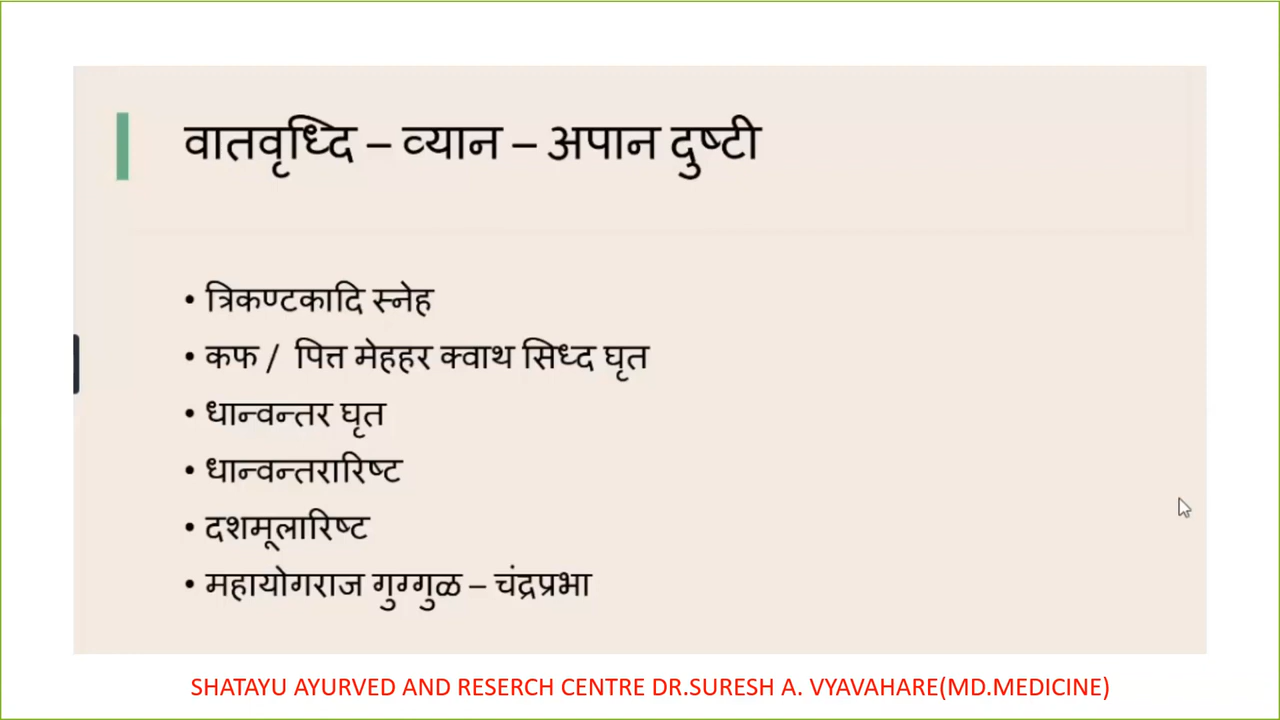 वातवृध्दि – व्यान – अपान दुष्टी
• त्रिकण्टकादि स्नेह
• कफ / पित्त मेहहर क्वाथ सिध्द घृत
• धान्वन्तर घृत
• धान्वन्तरारिष्ट
• दशमूलारिष्ट
• महायोगराज गुग्गुळ – चंद्रप्रभा
SHATAYU AYURVED AND RESERCH CENTRE DR.SURESH A. VYAVAHARE(MD.MEDICINE)